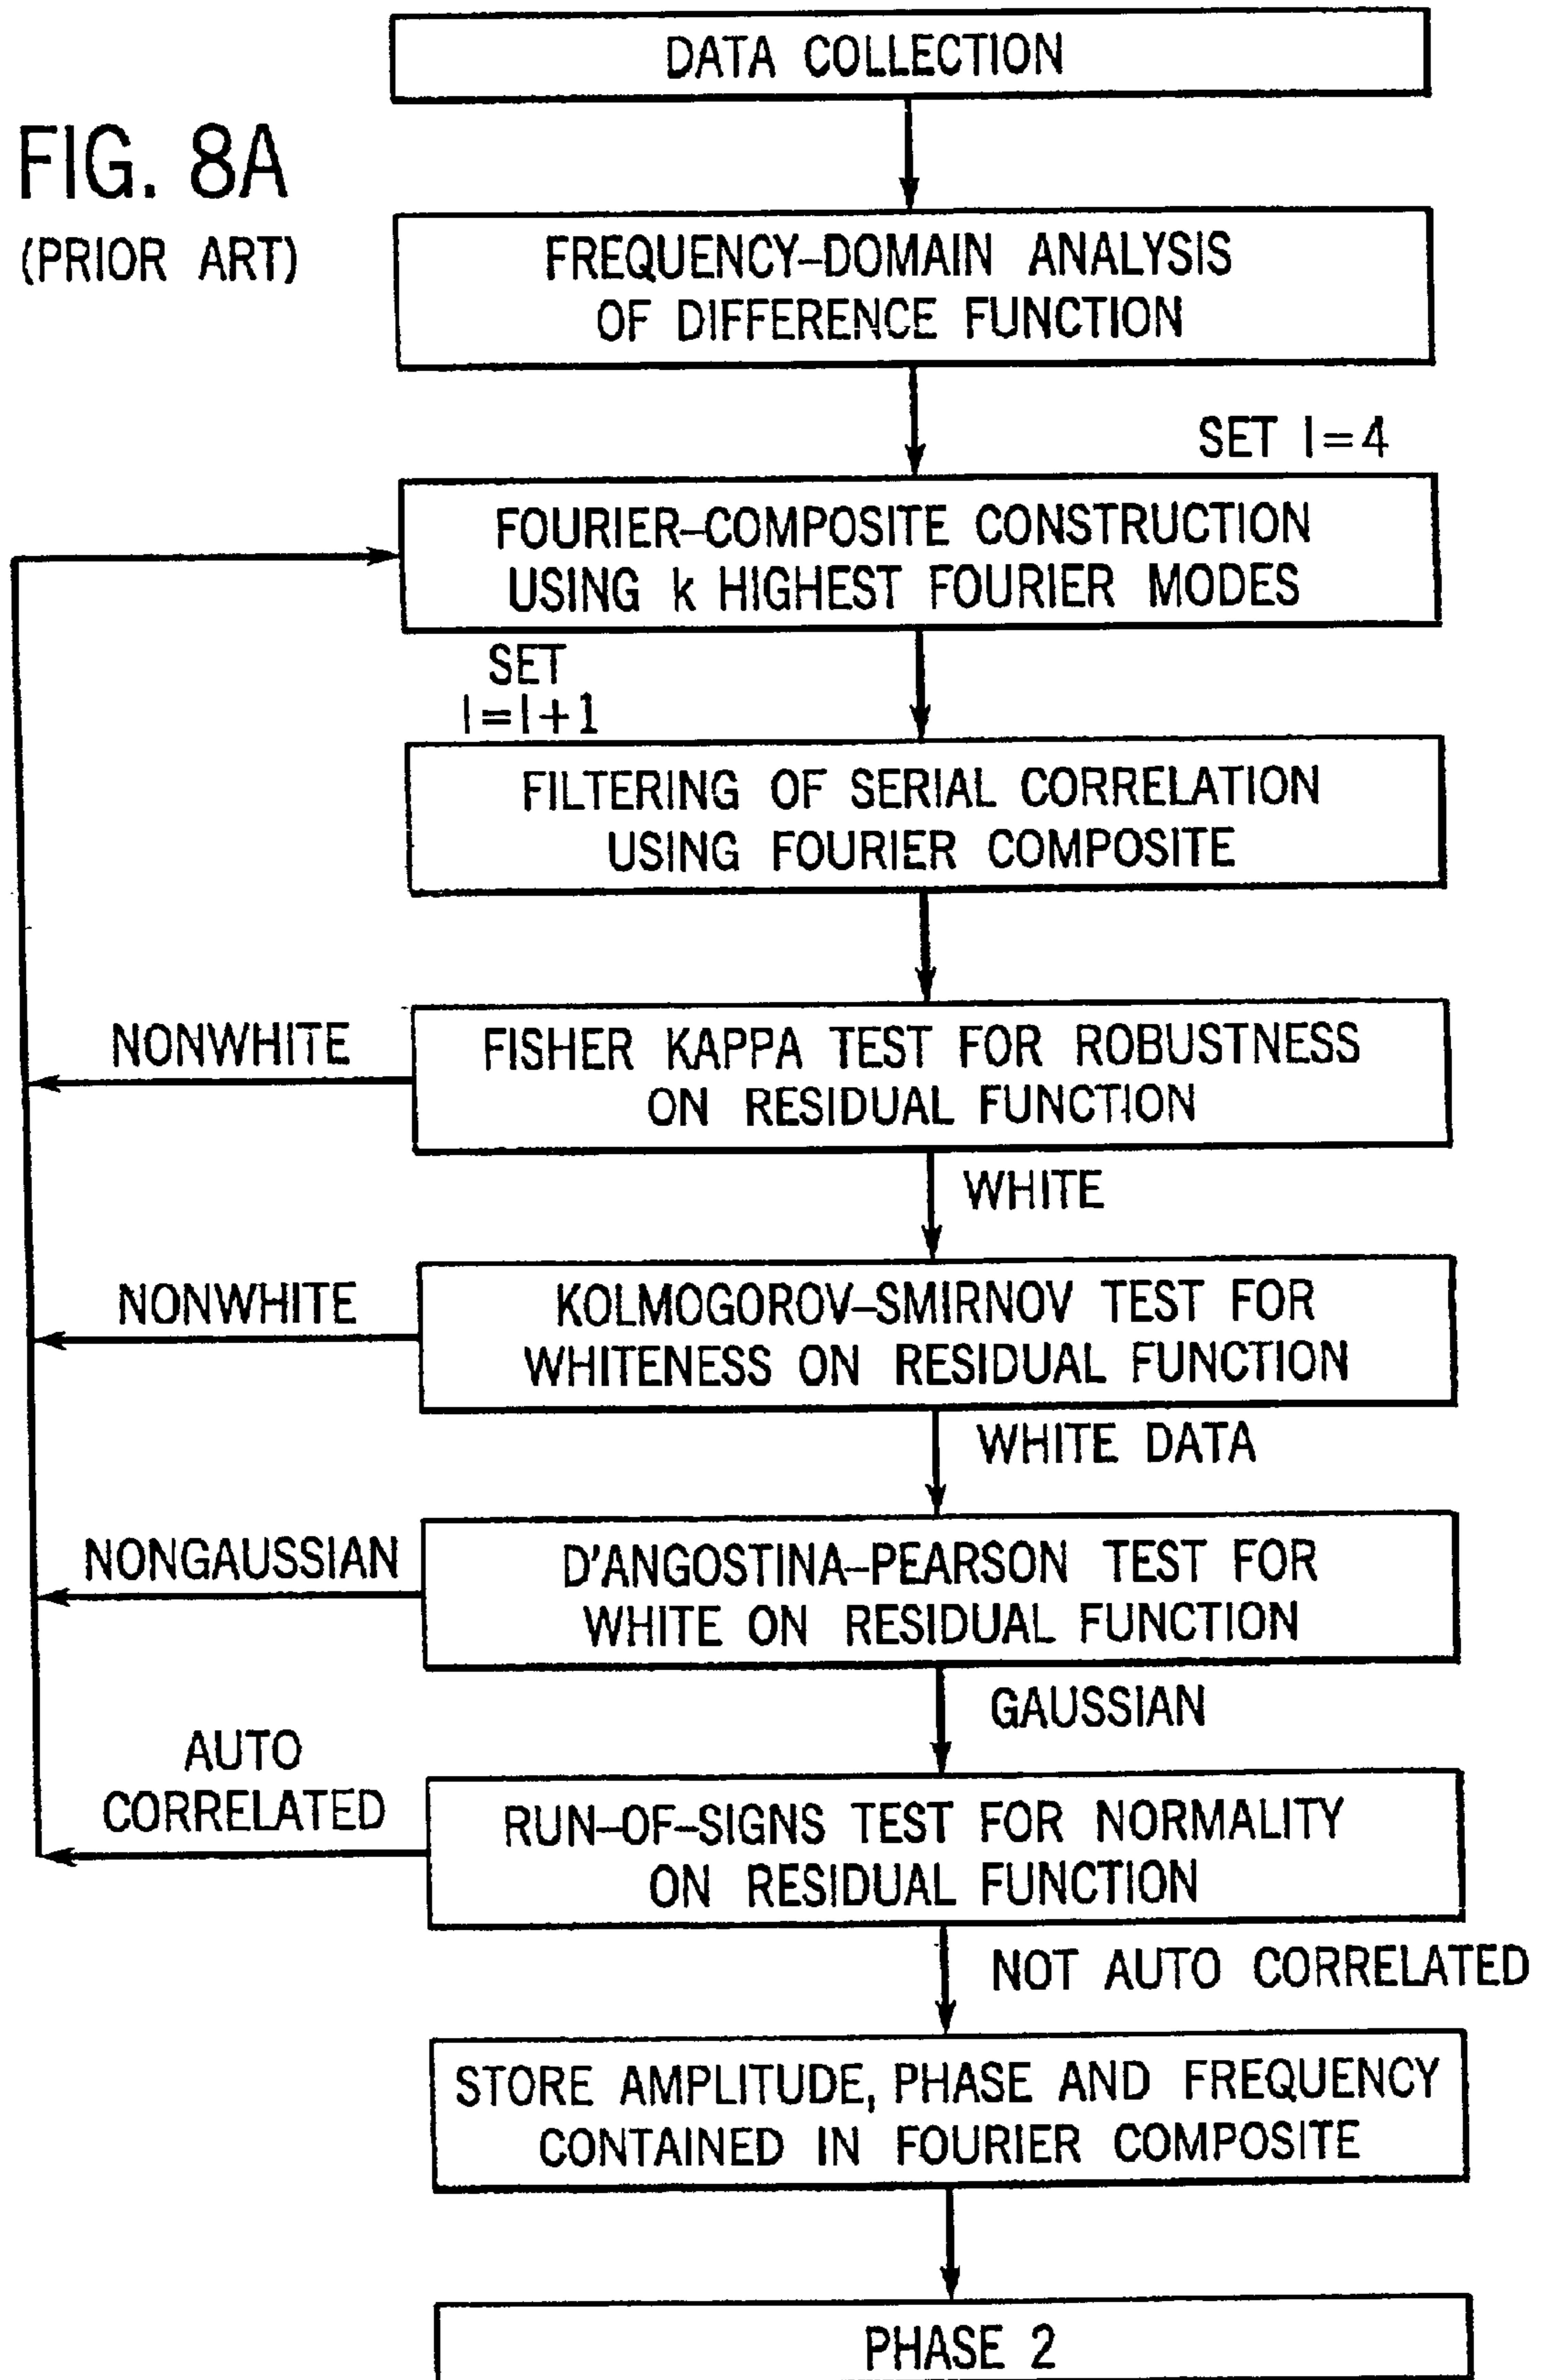 DATA COLLECTION
FIG. 8A
(PRIOR ART)
FREQUENCY–DOMAIN ANALYSIS
OF DIFFERENCE FUNCTION
SET I=4
FOURIER–COMPOSITE CONSTRUCTION
USING k HIGHEST FOURIER MODES
SET
I=I+1
FILTERING OF SERIAL CORRELATION
USING FOURIER COMPOSITE
NONWHITE
FISHER KAPPA TEST FOR ROBUSTNESS
ON RESIDUAL FUNCTION
WHITE
NONWHITE
KOLMOGOROV–SMIRNOV TEST FOR
WHITENESS ON RESIDUAL FUNCTION
WHITE DATA
NONGAUSSIAN
D'ANGOSTINA–PEARSON TEST FOR
WHITE ON RESIDUAL FUNCTION
GAUSSIAN
AUTO
CORRELATED
RUN–OF–SIGNS TEST FOR NORMALITY
ON RESIDUAL FUNCTION
NOT AUTO CORRELATED
STORE AMPLITUDE, PHASE AND FREQUENCY
CONTAINED IN FOURIER COMPOSITE
PHASE 2